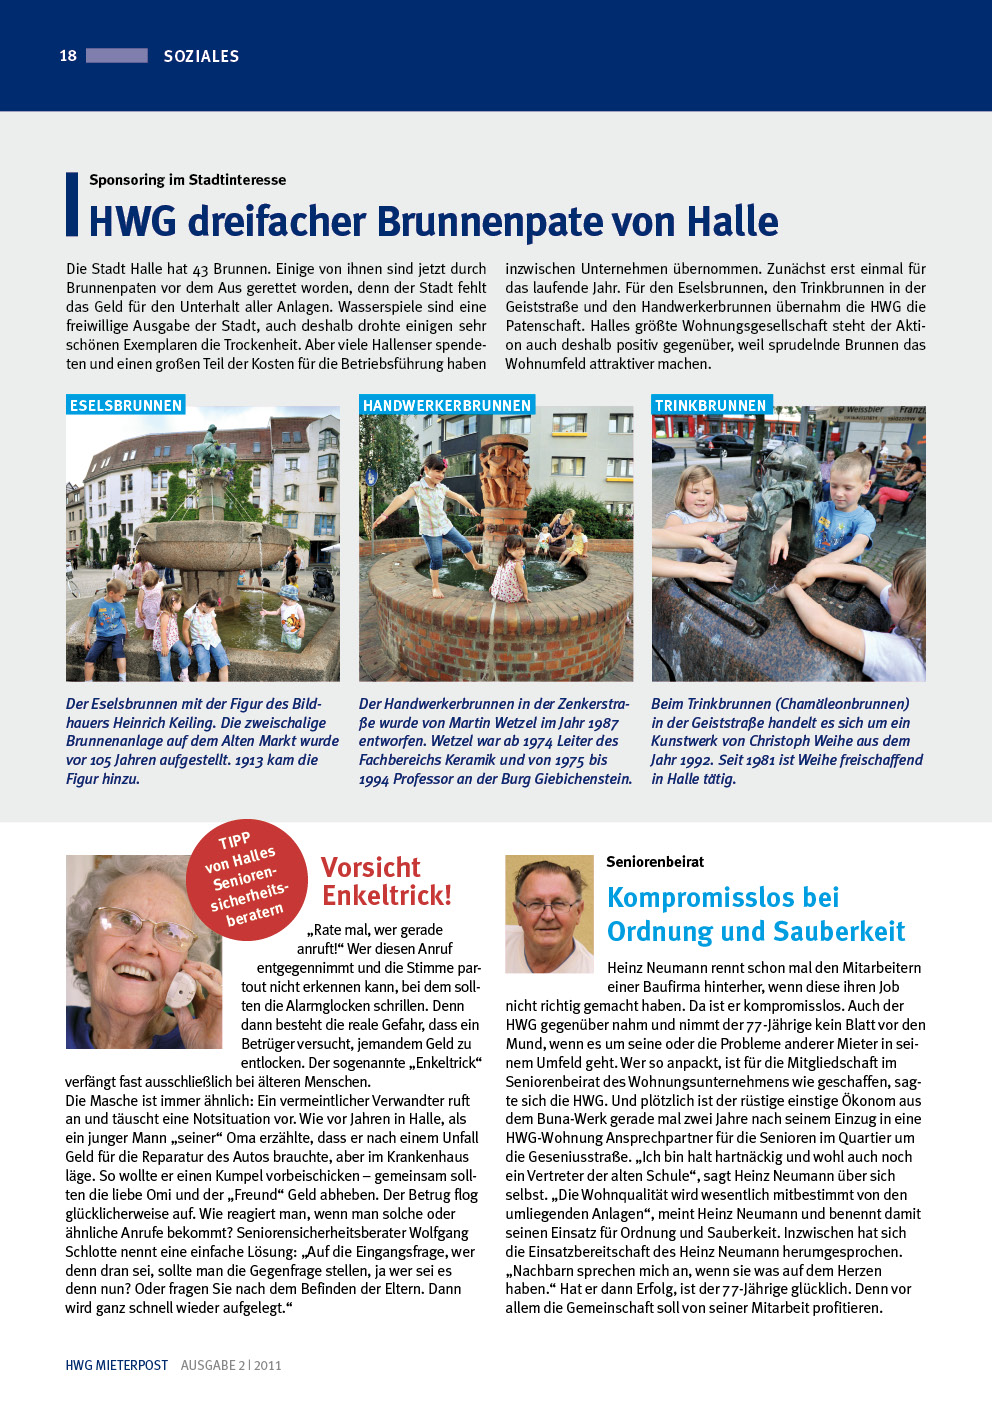 18 SOZIALES
Sponsoring im Stadtinteresse
HWG dreifacher Brunnenpate von Halle
Die Stadt Halle hat 43 Brunnen. Einige von ihnen sind jetzt durch
Brunnenpaten vor dem Aus gerettet worden, denn der Stadt fehlt
das Geld für den Unterhalt aller Anlagen. Wasserspiele sind eine
freiwillige Ausgabe der Stadt, auch deshalb drohte einigen sehr
schönen Exemplaren die Trockenheit. Aber viele Hallenser spende-
ten und einen großen Teil der Kosten für die Betriebsführung haben
inzwischen Unternehmen übernommen. Zunächst erst einmal für
das laufende Jahr. Für den Eselsbrunnen, den Trinkbrunnen in der
Geiststraße und den Handwerkerbrunnen übernahm die HWG die
Patenschaft. Halles größte Wohnungsgesellschaft steht der Akti-
on auch deshalb positiv gegenüber, weil sprudelnde Brunnen das
Wohnumfeld attraktiver machen.
ESELSBRUNNEN
HANDWERKERBRUNNEN
TRINKBRUNNEN
Weissbier
Der Eselsbrunnen mit der Figur des Bild-
hauers Heinrich Keiling. Die zweischalige
Brunnenanlage auf dem Alten Markt wurde
vor 105 Jahren aufgestellt. 1913 kam die
Figur hinzu.
Der Handwerkerbrunnen in der Zenkerstra-
ße wurde von Martin Wetzel im Jahr 1987
entworfen. Wetzel war ab 1974 Leiter des
Fachbereichs Keramik und von 1975 bis
1994 Professor an der Burg Giebichenstein.
Beim Trinkbrunnen (Chamäleonbrunnen)
in der Geiststraße handelt es sich um ein
Kunstwerk von Christoph Weihe aus dem
Jahr 1992. Seit 1981 ist Weihe freischaffend
in Halle tätig.
TIPP
von Halles
Senioren-
sicherheits-
beratern
Vorsicht
Enkeltrick!
„Rate mal, wer gerade
anruft!“ Wer diesen Anruf
entgegennimmt und die Stimme par-
tout nicht erkennen kann, bei dem soll-
ten die Alarmglocken schrillen. Denn
dann besteht die reale Gefahr, dass ein
Betrüger versucht, jemandem Geld zu
entlocken. Der sogenannte „Enkeltrick“
verfängt fast ausschließlich bei älteren Menschen.
Die Masche ist immer ähnlich: Ein vermeintlicher Verwandter ruft
an und täuscht eine Notsituation vor. Wie vor Jahren in Halle, als
ein junger Mann „seiner“ Oma erzählte, dass er nach einem Unfall
Geld für die Reparatur des Autos brauchte, aber im Krankenhaus
läge. So wollte er einen Kumpel vorbeischicken – gemeinsam soll-
ten die liebe Omi und der „Freund“ Geld abheben. Der Betrug flog
glücklicherweise auf. Wie reagiert man, wenn man solche oder
ähnliche Anrufe bekommt? Seniorensicherheitsberater Wolfgang
Schlotte nennt eine einfache Lösung: „Auf die Eingangsfrage, wer
denn dran sei, sollte man die Gegenfrage stellen, ja wer sei es
denn nun? Oder fragen Sie nach dem Befinden der Eltern. Dann
wird ganz schnell wieder aufgelegt.“
Seniorenbeirat
Kompromisslos bei
Ordnung und Sauberkeit
Heinz Neumann rennt schon mal den Mitarbeitern
einer Baufirma hinterher, wenn diese ihren Job
nicht richtig gemacht haben. Da ist er kompromisslos. Auch der
HWG gegenüber nahm und nimmt der 77-Jährige kein Blatt vor den
Mund, wenn es um seine oder die Probleme anderer Mieter in sei-
nem Umfeld geht. Wer so anpackt, ist für die Mitgliedschaft im
Seniorenbeirat des Wohnungsunternehmens wie geschaffen, sag-
te sich die HWG. Und plötzlich ist der rüstige einstige Ökonom aus
dem Buna-Werk gerade mal zwei Jahre nach seinem Einzug in eine
HWG-Wohnung Ansprechpartner für die Senioren im Quartier um
die Geseniusstraße. „Ich bin halt hartnäckig und wohl auch noch
ein Vertreter der alten Schule“, sagt Heinz Neumann über sich
selbst. „Die Wohnqualität wird wesentlich mitbestimmt von den
umliegenden Anlagen“, meint Heinz Neumann und benennt damit
seinen Einsatz für Ordnung und Sauberkeit. Inzwischen hat sich
die Einsatzbereitschaft des Heinz Neumann herumgesprochen.
„Nachbarn sprechen mich an, wenn sie was auf dem Herzen
haben.“ Hat er dann Erfolg, ist der 77-Jährige glücklich. Denn vor
allem die Gemeinschaft soll von seiner Mitarbeit profitieren.
HWG MIETERPOST AUSGABE 2 | 2011